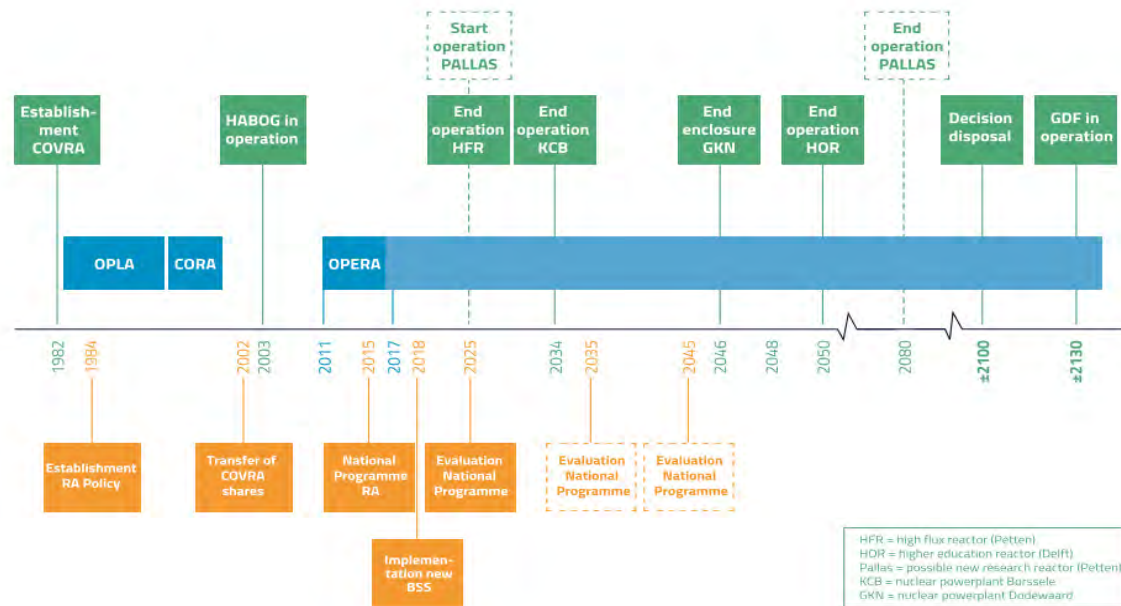 Start
operation
PALLAS
End
operation
PALLAS
Establish-
ment
COVRA
HABOG in
operation
End
operation
HFR
End
operation
KCB
End
enclosure
GKN
End
operation
HOR
Decision
disposal
GDF in
operation
OPLA
CORA
OPERA
1982
1984
2002
2003
2011
2015
2017
2018
2025
2034
2035
2045
2046
2048
2050
2080
±2100
±2130
Establishment
RA Policy
Transfer of
COVRA
shares
National
Programme
RA
Evaluation
National
Programme
Evaluation
National
Programme
Evaluation
National
Programme
Implemen-
tation new
BSS
HFR = high flux reactor (Petten)
HOR = higher education reactor (Delft)
Pallas = possible new research reactor (Petten)
KCB = nuclear powerplant Borssele
GKN = nuclear powerplant Dodewaard